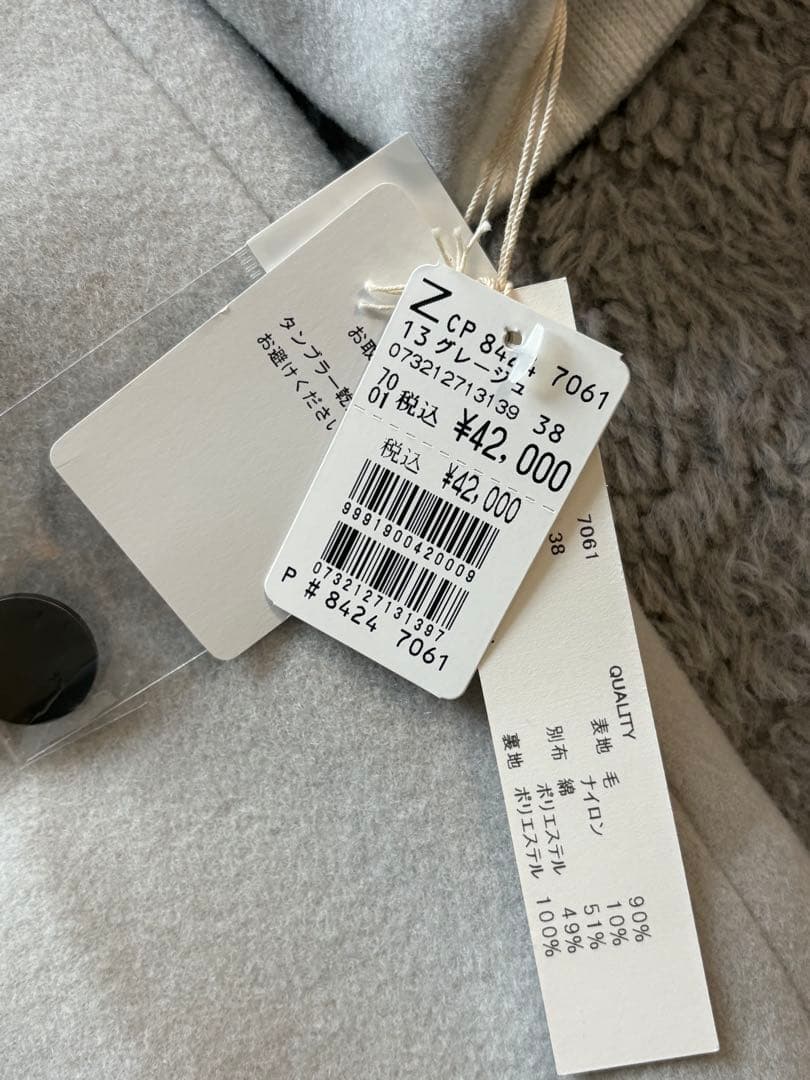 お取
タンブラー乾
お避けください
Z CP 8424 7061
13 グレージュ
073212713139 38
70
01 税込 ¥42,000
税込 ¥42,000
9981900420009
0732127131397
P # 8424 7061
7061
38
QUALITY
表地 毛 90%
ナイロン 10%
別布 綿 51%
ポリエステル 49%
裏地 ポリエステル 100%